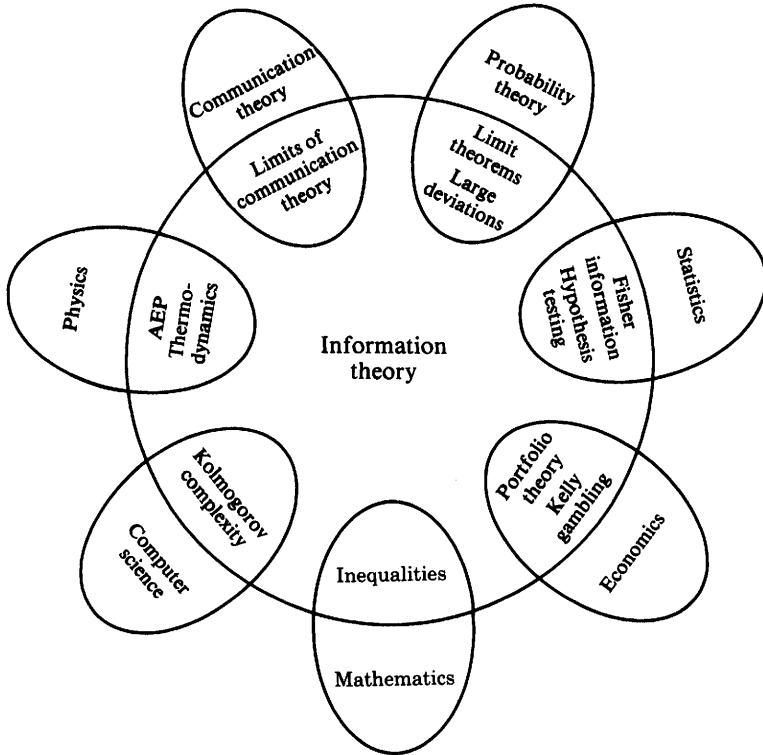 Communication
theory
Limits of
communication
theory
Probability
theory
Limit
theorems
Large
deviations
Physics
AEP
Thermo-
dynamics
Information
theory
Fisher
information
Hypothesis
testing
Statistics
Kolmogorov
complexity
Computer
science
Portfolio
theory
Kelly
gambling
Economics
Inequalities
Mathematics